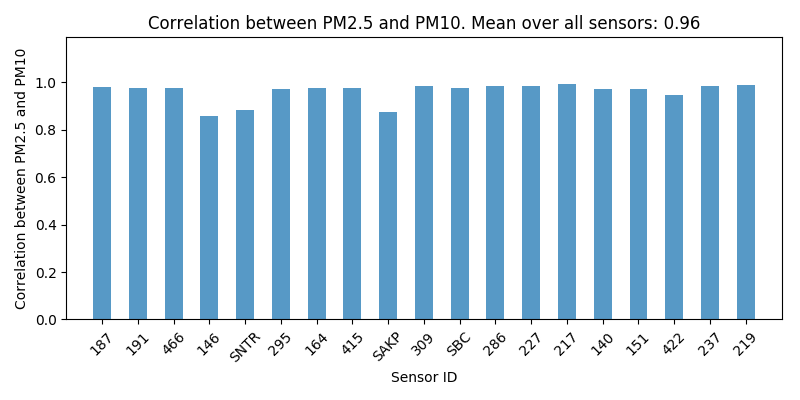 Correlation between PM2.5 and PM10. Mean over all sensors: 0.96
Correlation between PM2.5 and PM10
1.0
0.8
0.6
0.4
0.2
0.0
187 191 466 146 SNTR 295 164 415 SAKP 309 SBC 286 227 217 140 151 422 237 219
Sensor ID